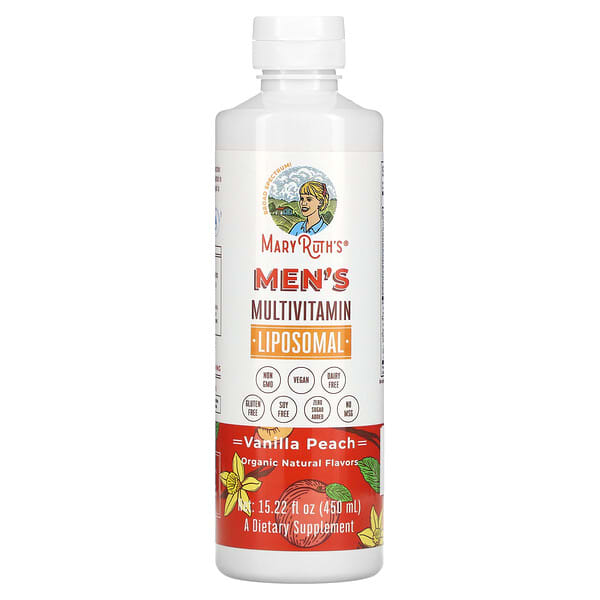 BROAD SPECTRUM!
MARYRUTH'S®
MEN'S
MULTIVITAMIN
·LIPOSOMAL·
NON
GMO
VEGAN
DAIRY
FREE
GLUTEN
FREE
SOY
FREE
ZERO
SUGAR
ADDED
NO
MSG
Vanilla Peach
Organic Natural Flavors
Net: 15.22 fl oz (450 mL)
A Dietary Supplement